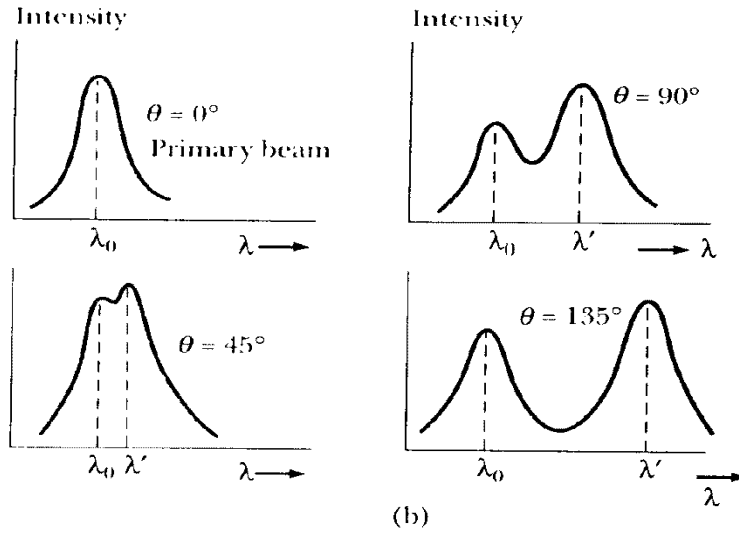 Intensity
θ = 0°
Primary beam
λ₀
λ
Intensity
θ = 90°
λ₀
λ′
λ
θ = 45°
λ₀
λ′
λ
θ = 135°
λ₀
λ′
λ
(b)